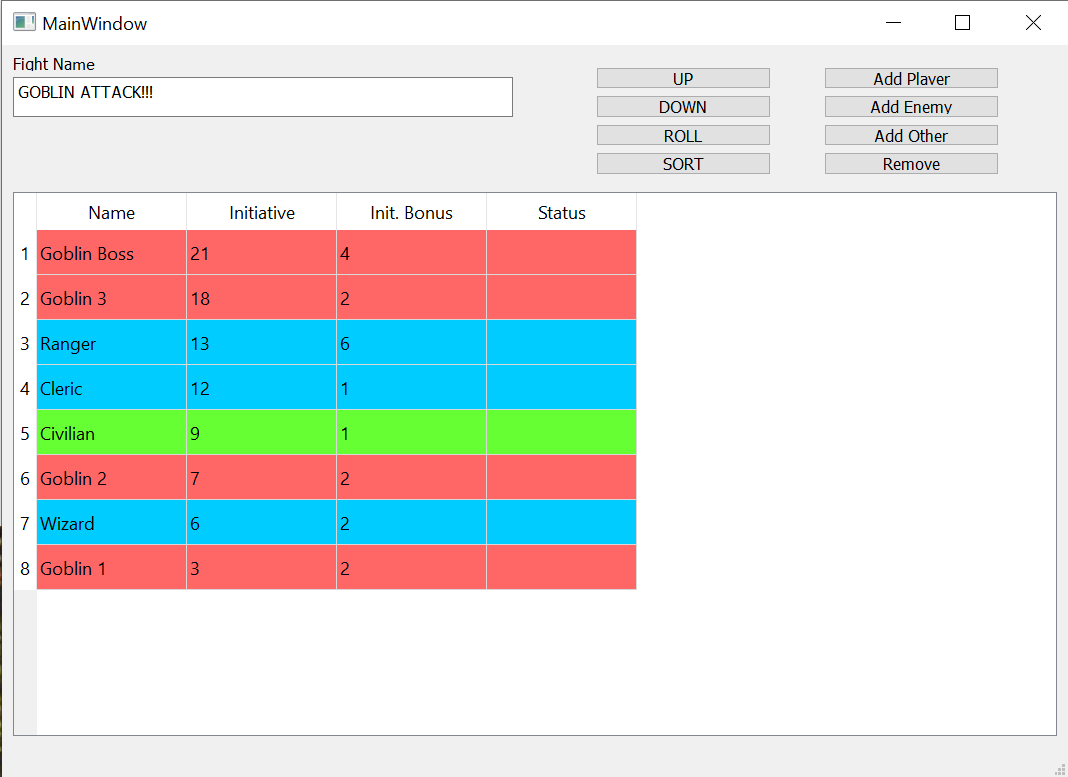 MainWindow
Fight Name
GOBLIN ATTACK!!!
UP
Add Player
DOWN
Add Enemy
ROLL
Add Other
SORT
Remove
Name Initiative Init. Bonus Status
1 Goblin Boss 21 4
2 Goblin 3 18 2
3 Ranger 13 6
4 Cleric 12 1
5 Civilian 9 1
6 Goblin 2 7 2
7 Wizard 6 2
8 Goblin 1 3 2